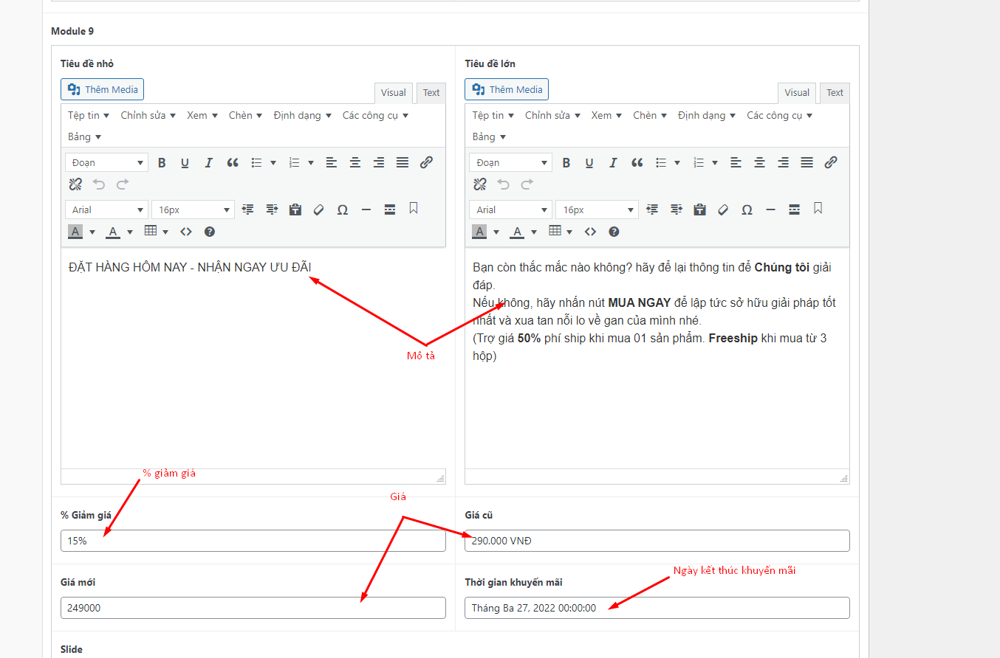 Module 9
Tiêu đề nhỏ
Tiêu đề lớn
Thêm Media
Visual
Text
Thêm Media
Visual
Text
Tệp tin Chỉnh sửa Xem Chèn Định dạng Các công cụ
Bảng
Tệp tin Chỉnh sửa Xem Chèn Định dạng Các công cụ
Bảng
Đoạn B U I
Đoạn B U I
Arial 16px Ω
A A
Arial 16px Ω
A A
ĐẶT HÀNG HÔM NAY - NHẬN NGAY ƯU ĐÃI
Bạn còn thắc mắc nào không? hãy để lại thông tin để Chúng tôi giải
đáp.
Nếu không, hãy nhấn nút MUA NGAY để lập tức sở hữu giải pháp tốt
nhất và xua tan nỗi lo về gan của mình nhé.
(Trợ giá 50% phí ship khi mua 01 sản phẩm. Freeship khi mua từ 3
hộp)
Mô tả
% giảm giá
Giá
% Giảm giá
Giá cũ
15%
290.000 VNĐ
Ngày kết thúc khuyến mãi
Giá mới
Thời gian khuyến mãi
249000
Tháng Ba 27, 2022 00:00:00
Slide